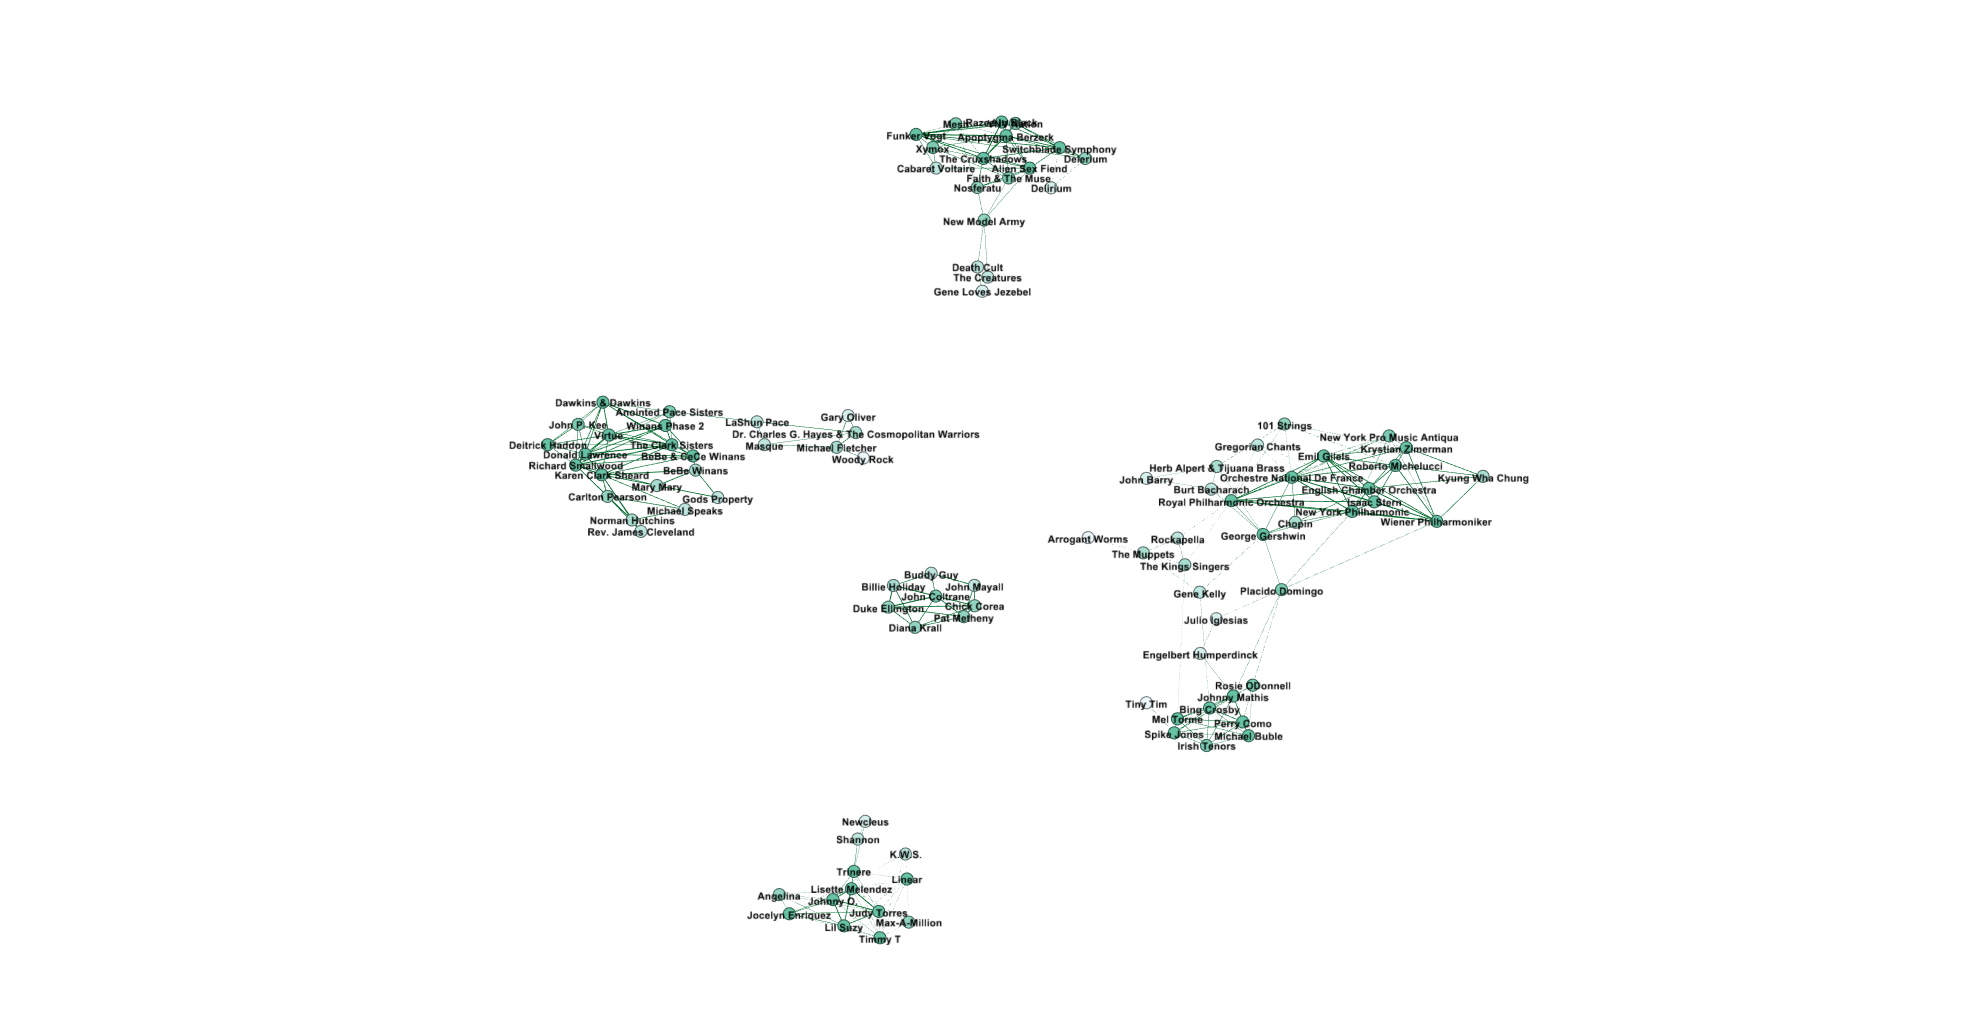 Mesh
Funker Vogt
Apoptygma Berzerk
Xymox
Switchblade Symphony
The Cruxshadows
Delerium
Cabaret Voltaire
Alien Sex Fiend
Faith & The Muse
Nosferatu
Delirium
New Model Army
Death Cult
The Creatures
Gene Loves Jezebel
Dawkins & Dawkins
Anointed Pace Sisters
John P. Kee
Winans Phase 2
Virtue
Deitrick Haddon
The Clark Sisters
Donald Lawrence
BeBe & CeCe Winans
Richard Smallwood
BeBe Winans
Karen Clark Sheard
Mary Mary
Carlton Pearson
Gods Property
Michael Speaks
Norman Hutchins
Rev. James Cleveland
LaShun Pace
Gary Oliver
Dr. Charles G. Hayes & The Cosmopolitan Warriors
Masque
Michael Fletcher
Woody Rock
101 Strings
New York Pro Music Antiqua
Gregorian Chants
Krystian Zimerman
Emil Gilels
Roberto Michelucci
Herb Alpert & Tijuana Brass
Orchestre National De France
Kyung Wha Chung
John Barry
Burt Bacharach
English Chamber Orchestra
Royal Philharmonic Orchestra
Isaac Stern
New York Philharmonic
Wiener Philharmoniker
Chopin
George Gershwin
Arrogant Worms
Rockapella
The Muppets
The Kings Singers
Gene Kelly
Placido Domingo
Julio Iglesias
Engelbert Humperdinck
Buddy Guy
Billie Holiday
John Mayall
John Coltrane
Duke Ellington
Chick Corea
Pat Metheny
Diana Krall
Rosie ODonnell
Johnny Mathis
Tiny Tim
Bing Crosby
Mel Torme
Perry Como
Spike Jones
Michael Buble
Irish Tenors
Newcleus
Shannon
K.W.S.
Trinere
Linear
Lisette Melendez
Angelina
Johnny O.
Jocelyn Enriquez
Judy Torres
Max-A-Million
Lil Suzy
Timmy T